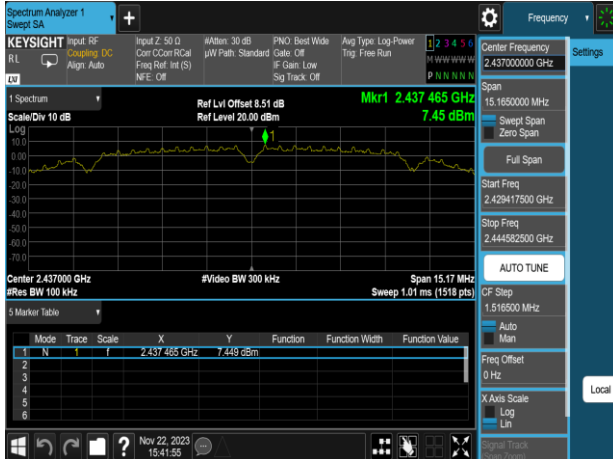 Spectrum Analyzer 1
Swept SA
+
Frequency
KEYSIGHT Input: RF
RL Coupling: DC
Align: Auto
Input Z: 50 Ω
Corr CCorr RCal
Freq Ref: Int (S)
NFE: Off
#Atten: 30 dB
µW Path: Standard
PNO: Best Wide
Gate: Off
IF Gain: Low
Sig Track: Off
Avg Type: Log-Power
Trig: Free Run
1 2 3 4 5 6
M W W W W W
P N N N N N
LXI
1 Spectrum
Scale/Div 10 dB
Ref Lvl Offset 8.51 dB
Ref Level 20.00 dBm
Mkr1 2.437 465 GHz
7.45 dBm
Log
10.0
0.00
-10.0
-20.0
-30.0
-40.0
-50.0
-60.0
-70.0
1
Center 2.437000 GHz
#Res BW 100 kHz
#Video BW 300 kHz
Span 15.17 MHz
Sweep 1.01 ms (1518 pts)
5 Marker Table
Mode Trace Scale X Y Function Function Width Function Value
1 N 1 f 2.437 465 GHz 7.449 dBm
2
3
4
5
6
Center Frequency
2.437000000 GHz
Span
15.1650000 MHz
Swept Span
Zero Span
Full Span
Start Freq
2.429417500 GHz
Stop Freq
2.444582500 GHz
AUTO TUNE
CF Step
1.516500 MHz
Auto
Man
Freq Offset
0 Hz
X Axis Scale
Log
Lin
Signal Track
(Span Zoom)
Settings
Local
?
Nov 22, 2023
15:41:55